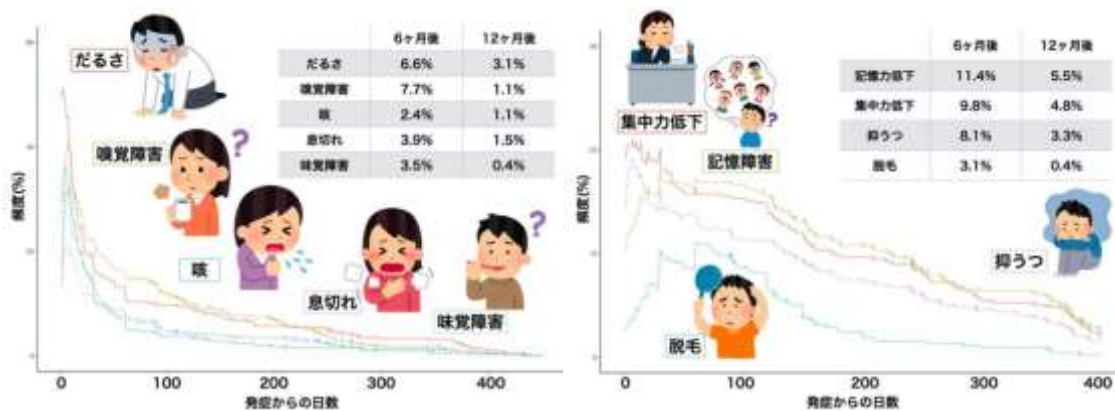 6ヶ月後 12ヶ月後
だるさ 6.6% 3.1%
嗅覚障害 7.7% 1.1%
咳 2.4% 1.1%
息切れ 3.9% 1.5%
味覚障害 3.5% 0.4%
だるさ
嗅覚障害
?
咳
息切れ
味覚障害
?
頻度(%)
0 100 200 300 400
発症からの日数
6ヶ月後 12ヶ月後
記憶力低下 11.4% 5.5%
集中力低下 9.8% 4.8%
抑うつ 8.1% 3.3%
脱毛 3.1% 0.4%
集中力低下
?
記憶障害
抑うつ
脱毛
頻度(%)
0 100 200 300 400
発症からの日数